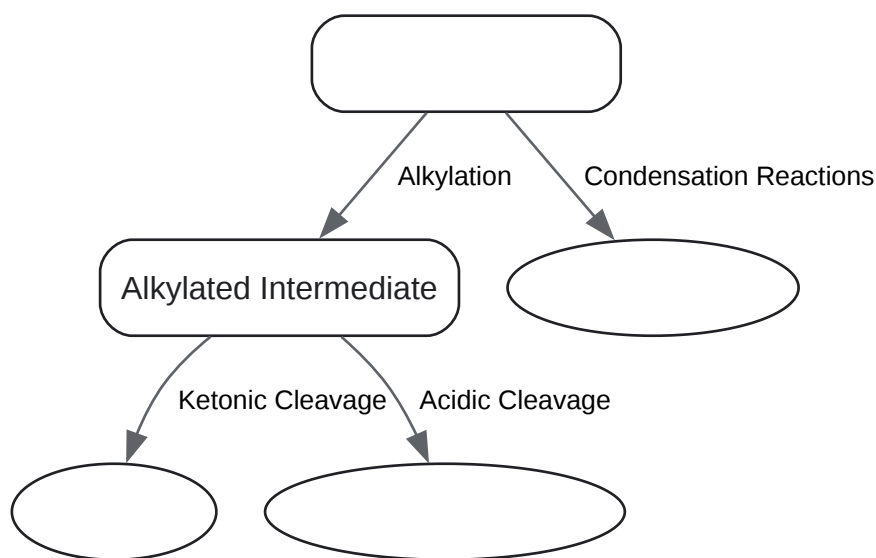 Alkylation
Condensation Reactions
Alkylated Intermediate
Ketonic Cleavage
Acidic Cleavage